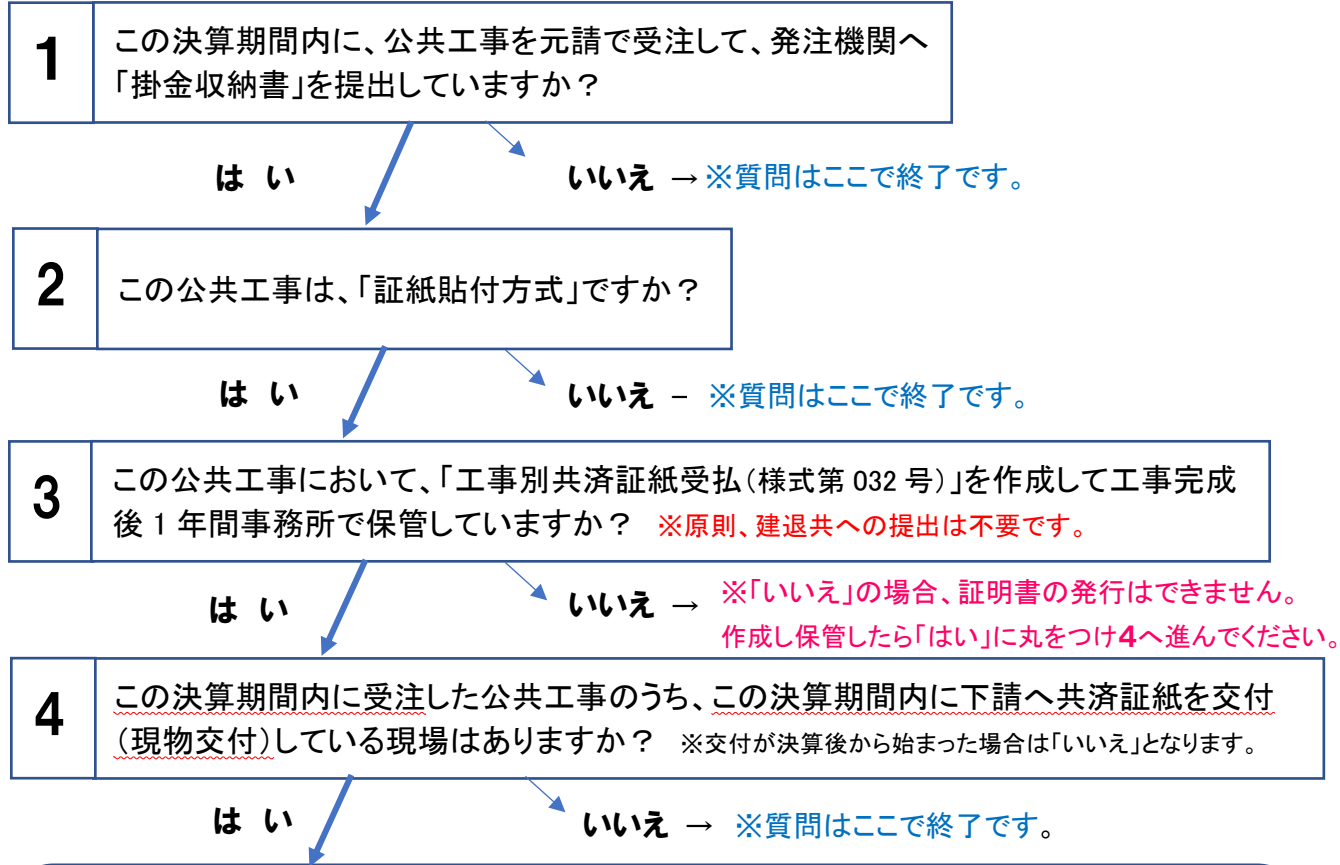 1
この決算期間内に、公共工事を元請で受注して、発注機関へ
「掛金収納書」を提出していますか？
は い　いいえ → ※質問はここで終了です。
2
この公共工事は、「証紙貼付方式」ですか？
は い　いいえ － ※質問はここで終了です。
3
この公共工事において、「工事別共済証紙受払(様式第 032 号)」を作成して工事完成
後 1 年間事務所で保管していますか？ ※原則、建退共への提出は不要です。
は い　いいえ → ※「いいえ」の場合、証明書の発行はできません。
作成し保管したら「はい」に丸をつけ4へ進んでください。
4
この決算期間内に受注した公共工事のうち、この決算期間内に下請へ共済証紙を交付
(現物交付)している現場はありますか？ ※交付が決算後から始まった場合は「いいえ」となります。
は い　いいえ → ※質問はここで終了です。